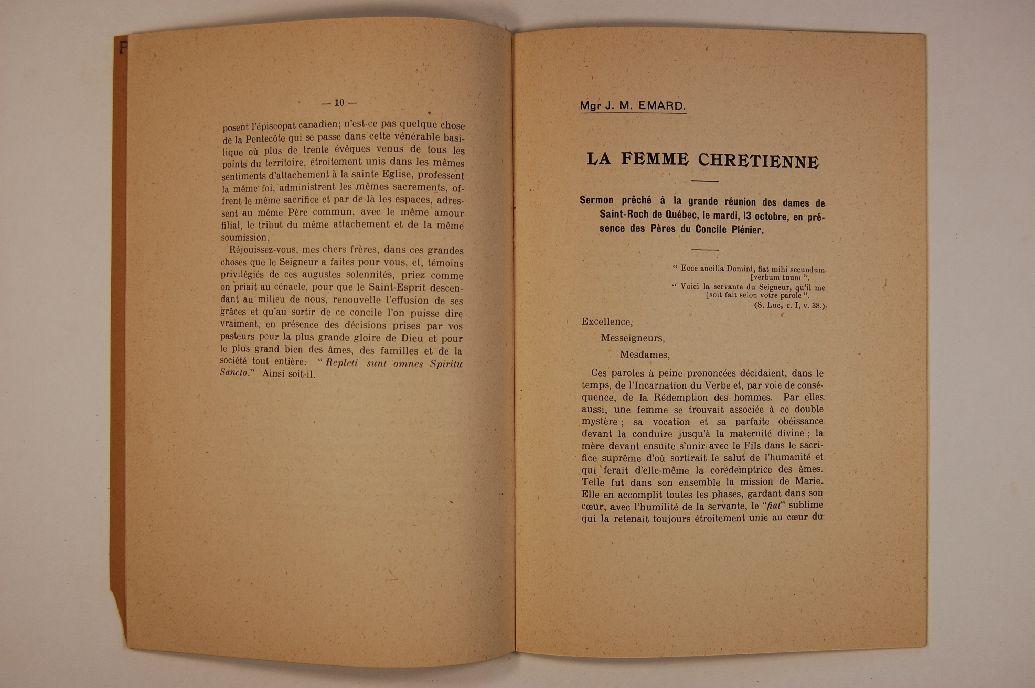 — 10 —
posent l'épiscopat canadien; n'est-ce pas quelque chose
de la Pentecôte qui se passe dans cette vénérable basi-
lique où plus de trente évêques venus de tous les
points du territoire, étroitement unis dans les mêmes
sentiments d'attachement à la sainte Eglise, professent
la même foi, administrent les mêmes sacrements, of-
frent le même sacrifice et par de là les espaces, adres-
sent au même Père commun, avec le même amour
filial, le tribut du même attachement et de la même
soumission.
Réjouissez-vous, mes chers frères, dans ces grandes
choses que le Seigneur a faites pour vous, et, témoins
privilégiés de ces augustes solennités, priez comme
on priait au cénacle, pour que le Saint-Esprit descen-
dant au milieu de nous, renouvelle l'effusion de ses
grâces et qu'au sortir de ce concile l'on puisse dire
vraiment, en présence des décisions prises par vos
pasteurs pour la plus grande gloire de Dieu et pour
le plus grand bien des âmes, des familles et de la
société tout entière: " Repleti sunt omnes Spiritu
Sancto." Ainsi soit-il.
Mgr J. M. EMARD.
LA FEMME CHRETIENNE
Sermon prêché à la grande réunion des dames de
Saint-Roch de Québec, le mardi, 13 octobre, en pré-
sence des Pères du Concile Plénier.
" Ecce ancilla Domini, fiat mihi secundum
[verbum tuum ".
" Voici la servante du Seigneur, qu'il me
[soit fait selon votre parole ".
(S. Luc, c. I, v. 38.)
Excellence,
Messeigneurs,
Mesdames,
Ces paroles à peine prononcées décidaient, dans le
temps, de l'Incarnation du Verbe et, par voie de consé-
quence, de la Rédemption des hommes. Par elles
aussi, une femme se trouvait associée à ce double
mystère ; sa vocation et sa parfaite obéissance
devant la conduire jusqu'à la maternité divine ; la
mère devant ensuite s'unir avec le Fils dans le sacri-
fice suprême d'où sortirait le salut de l'humanité et
qui ferait d'elle-même la corédemptrice des âmes.
Telle fut dans son ensemble la mission de Marie.
Elle en accomplit toutes les phases, gardant dans son
cœur, avec l'humilité de la servante, le "fiat" sublime
qui la retenait toujours étroitement unie au cœur du